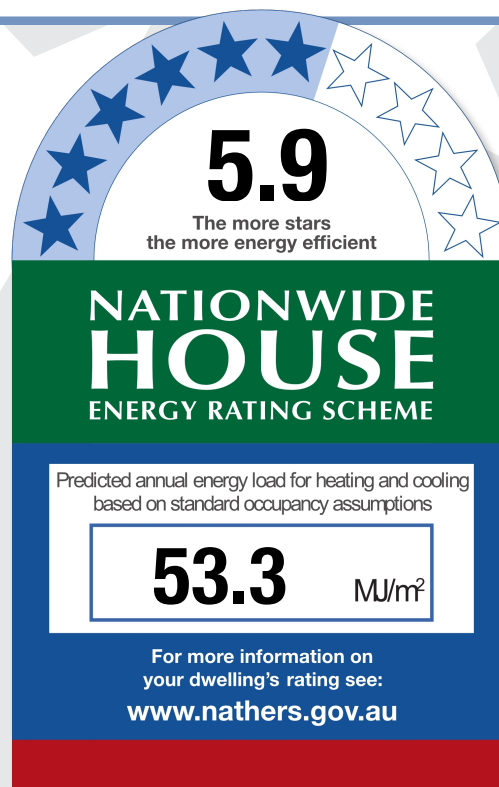 5.9
The more stars
the more energy efficient
NATIONWIDE
HOUSE
ENERGY RATING SCHEME
Predicted annual energy load for heating and cooling
based on standard occupancy assumptions
53.3 MJ/m²
For more information on
your dwelling's rating see:
www.nathers.gov.au